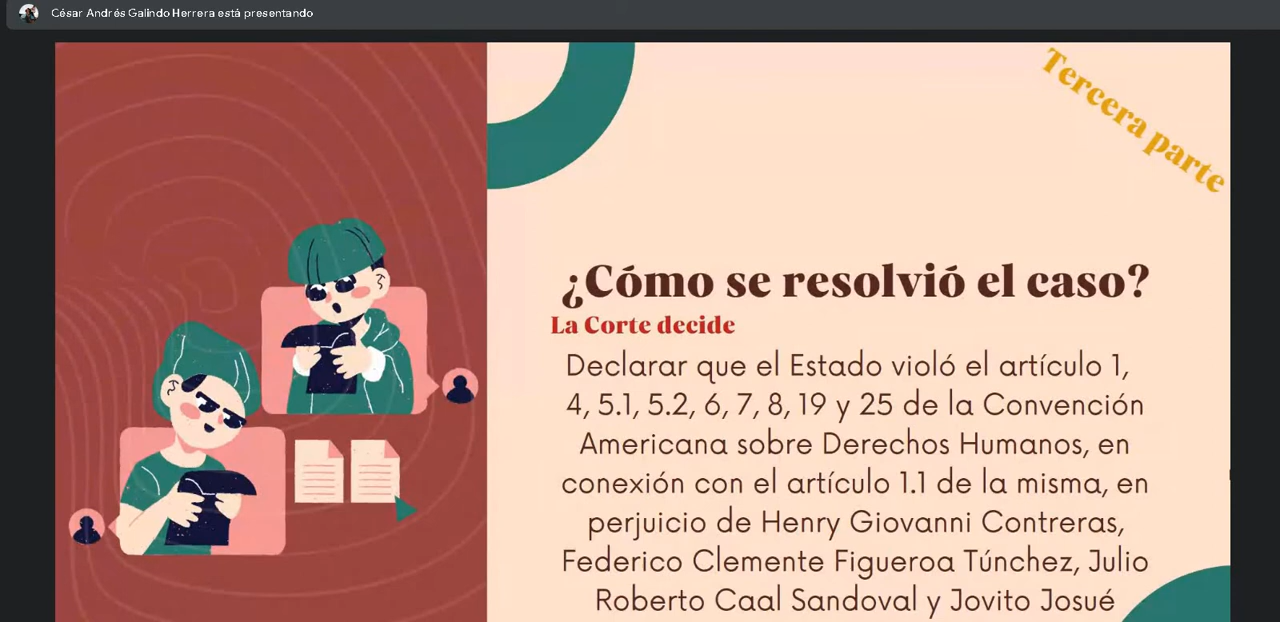 César Andrés Galindo Herrera está presentando
Tercera parte
¿Cómo se resolvió el caso?
La Corte decide
Declarar que el Estado violó el artículo 1,
4, 5.1, 5.2, 6, 7, 8, 19 y 25 de la Convención
Americana sobre Derechos Humanos, en
conexión con el artículo 1.1 de la misma, en
perjuicio de Henry Giovanni Contreras,
Federico Clemente Figueroa Túnchez, Julio
Roberto Caal Sandoval y Jovito Josué